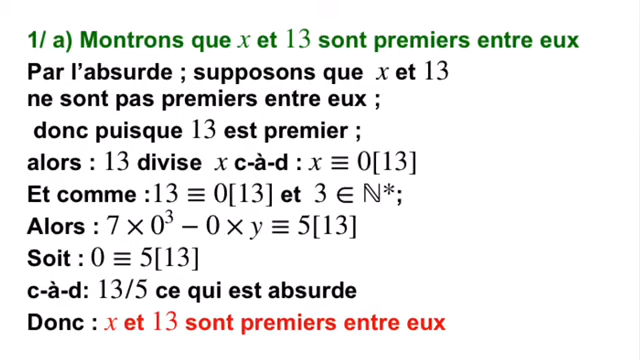 1/ a) Montrons que x et 13 sont premiers entre eux
Par l'absurde ; supposons que x et 13
ne sont pas premiers entre eux ;
donc puisque 13 est premier ;
alors : 13 divise x c-à-d : x ≡ 0[13]
Et comme :13 ≡ 0[13] et 3 ∈ ℕ*;
Alors : 7 × 0³ − 0 × y ≡ 5[13]
Soit : 0 ≡ 5[13]
c-à-d: 13/5 ce qui est absurde
Donc : x et 13 sont premiers entre eux